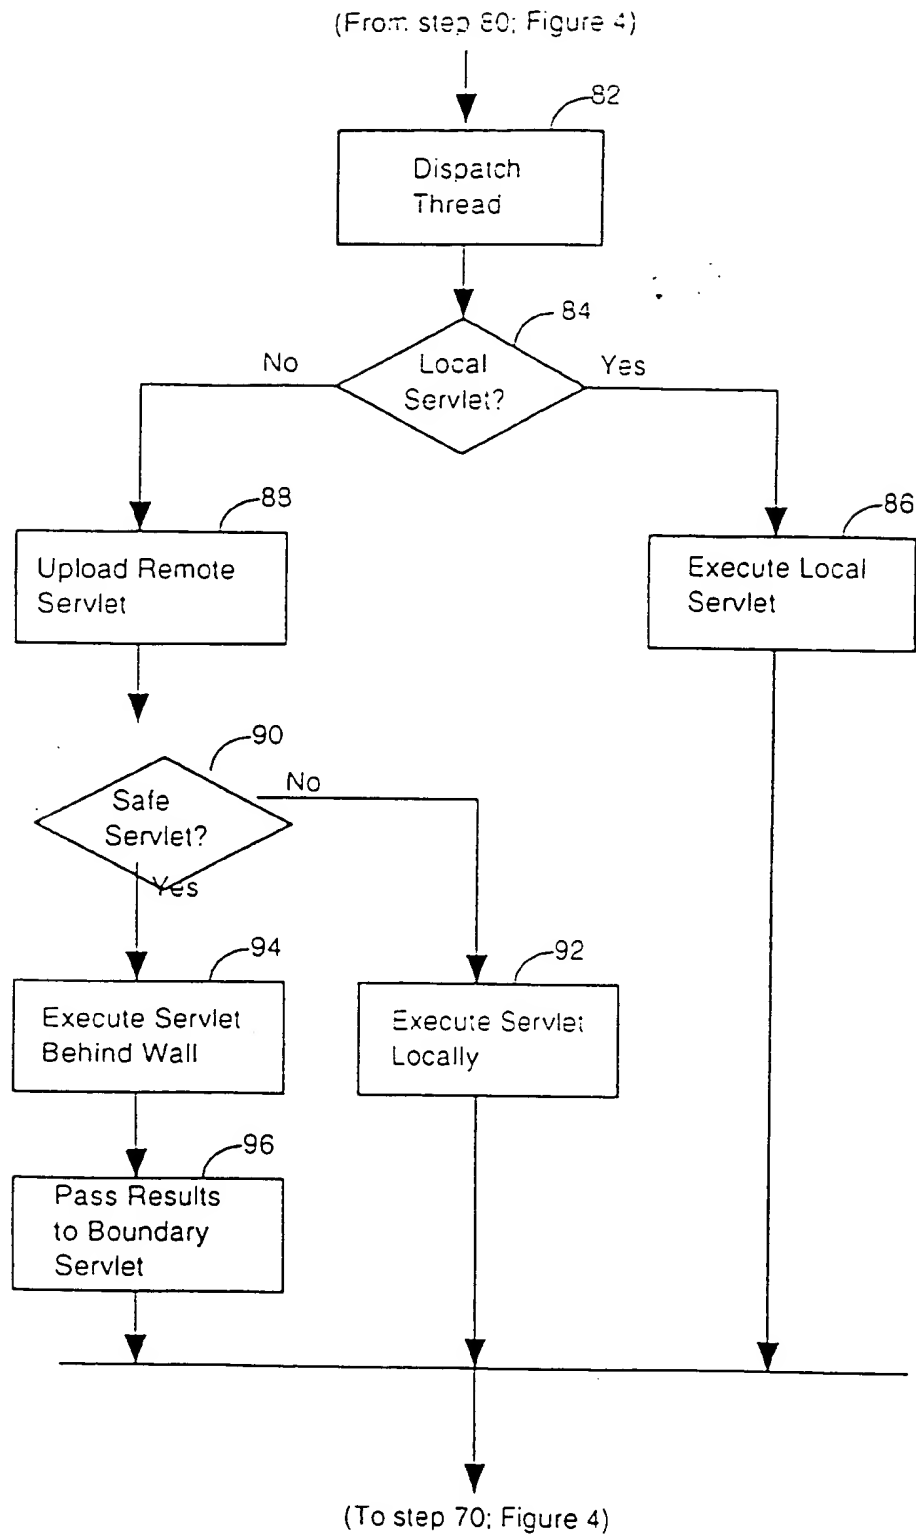 (From step 80; Figure 4)
82
Dispatch
Thread
84
No
Local
Servlet?
Yes
88
86
Upload Remote
Servlet
Execute Local
Servlet
90
No
Safe
Servlet?
Yes
94
92
Execute Servlet
Behind Wall
Execute Servlet
Locally
96
Pass Results
to Boundary
Servlet
(To step 70; Figure 4)